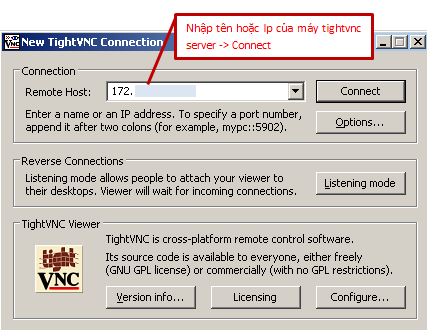 Nhập tên hoặc Ip của máy tightvnc
server -> Connect
New TightVNC Connection
Connection
Remote Host:
172.
Connect
Enter a name or an IP address. To specify a port number,
append it after two colons (for example, mypc::5902).
Options...
Reverse Connections
Listening mode allows people to attach your viewer to
their desktops. Viewer will wait for incoming connections.
Listening mode
TightVNC Viewer
tight
VNC
TightVNC is cross-platform remote control software.
Its source code is available to everyone, either freely
(GNU GPL license) or commercially (with no GPL restrictions).
Version info...
Licensing
Configure...